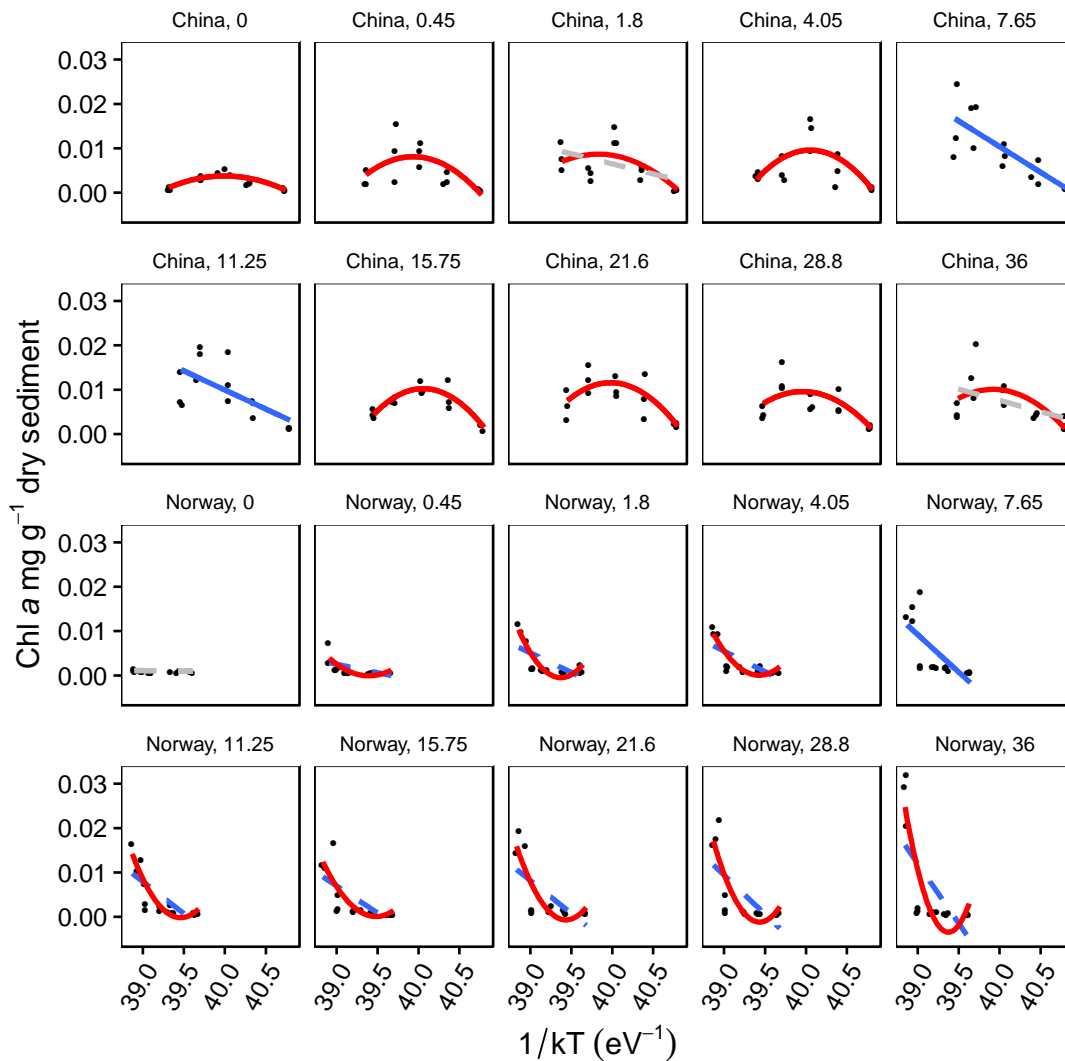 China, 0
China, 0.45
China, 1.8
China, 4.05
China, 7.65
0.03
0.02
0.01
0.00
China, 11.25
China, 15.75
China, 21.6
China, 28.8
China, 36
0.03
0.02
0.01
0.00
Chl a mg g⁻¹ dry sediment
Norway, 0
Norway, 0.45
Norway, 1.8
Norway, 4.05
Norway, 7.65
0.03
0.02
0.01
0.00
Norway, 11.25
Norway, 15.75
Norway, 21.6
Norway, 28.8
Norway, 36
0.03
0.02
0.01
0.00
39.0 39.5 40.0 40.5
39.0 39.5 40.0 40.5
39.0 39.5 40.0 40.5
39.0 39.5 40.0 40.5
39.0 39.5 40.0 40.5
1/kT (eV⁻¹)